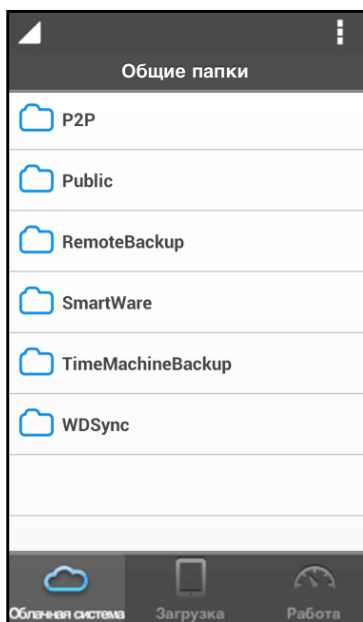 Общие папки
P2P
Public
RemoteBackup
SmartWare
TimeMachineBackup
WDSync
Облачная система Загрузка Работа